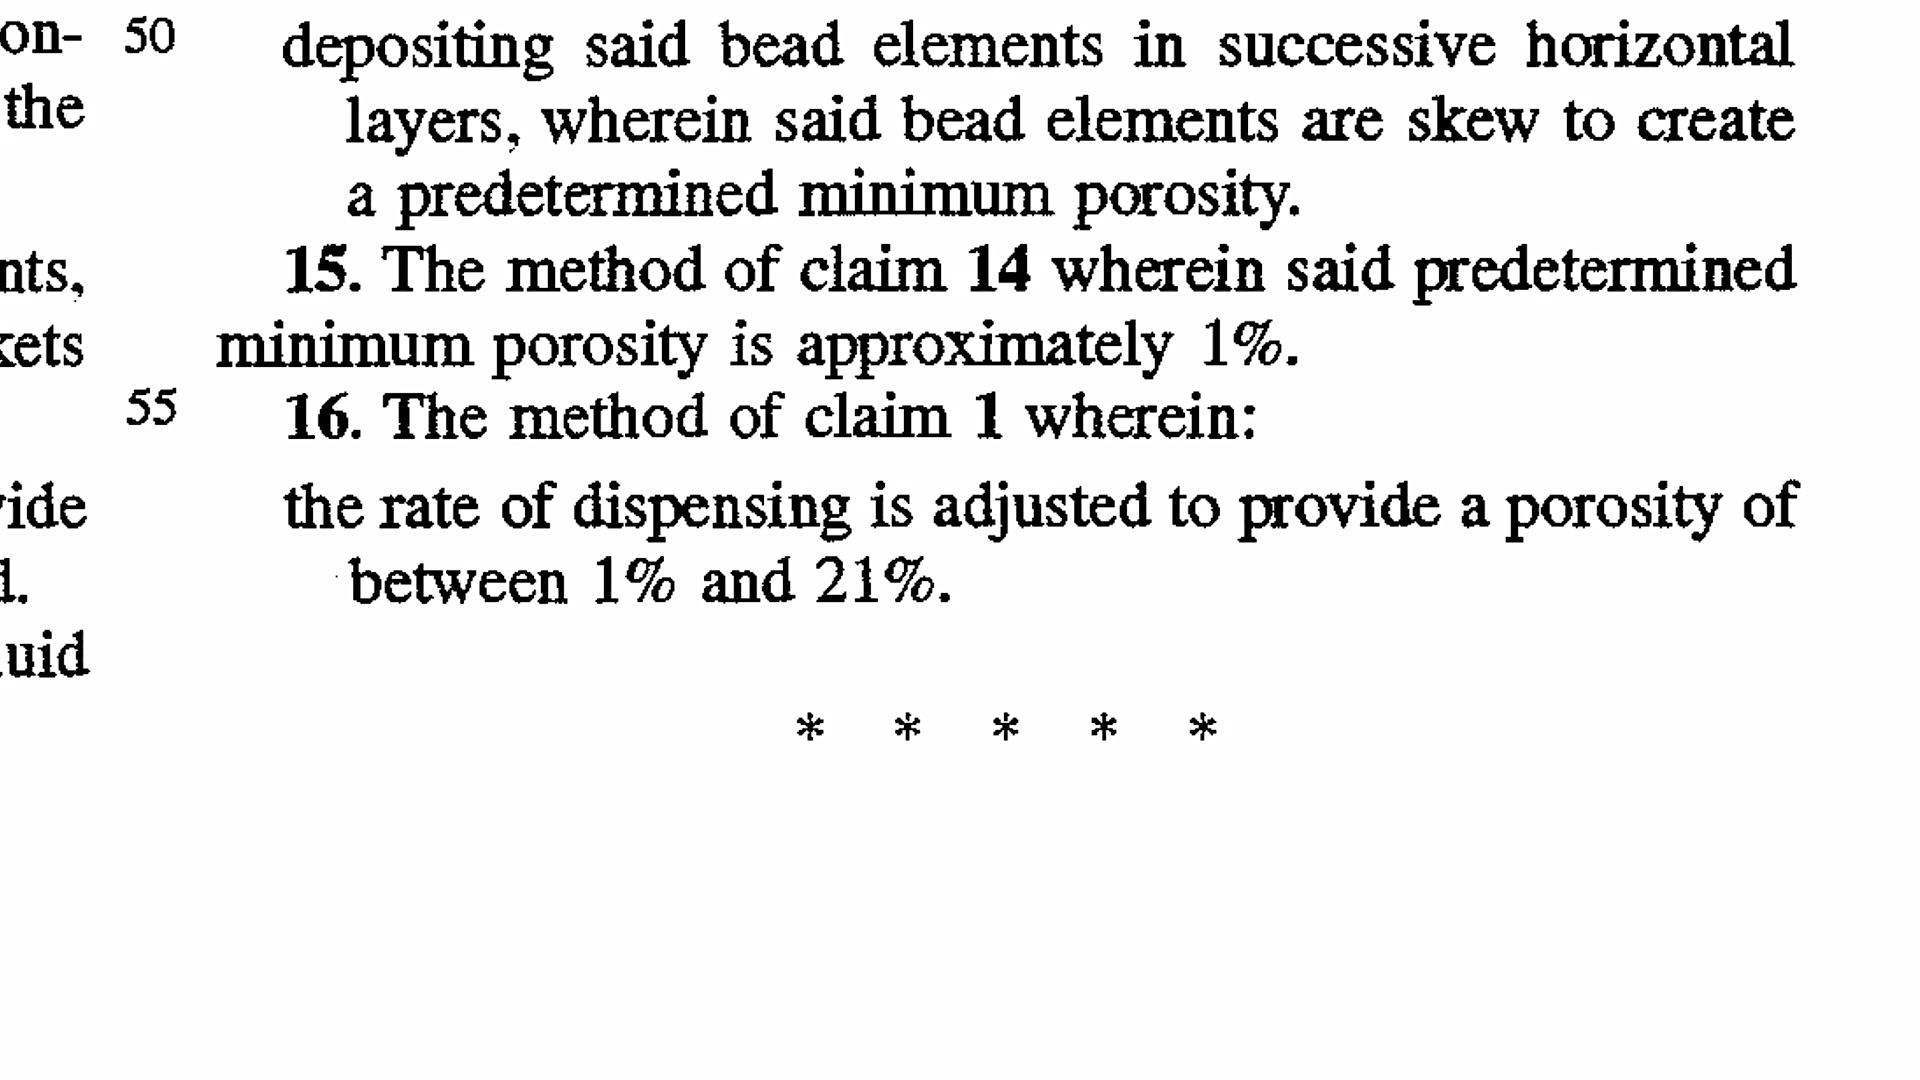 on-
the
nts,
kets
vide
d.
uid
50
depositing said bead elements in successive horizontal
layers, wherein said bead elements are skew to create
a predetermined minimum porosity.
15. The method of claim 14 wherein said predetermined
minimum porosity is approximately 1%.
55
16. The method of claim 1 wherein:
the rate of dispensing is adjusted to provide a porosity of
between 1% and 21%.
* * * * *